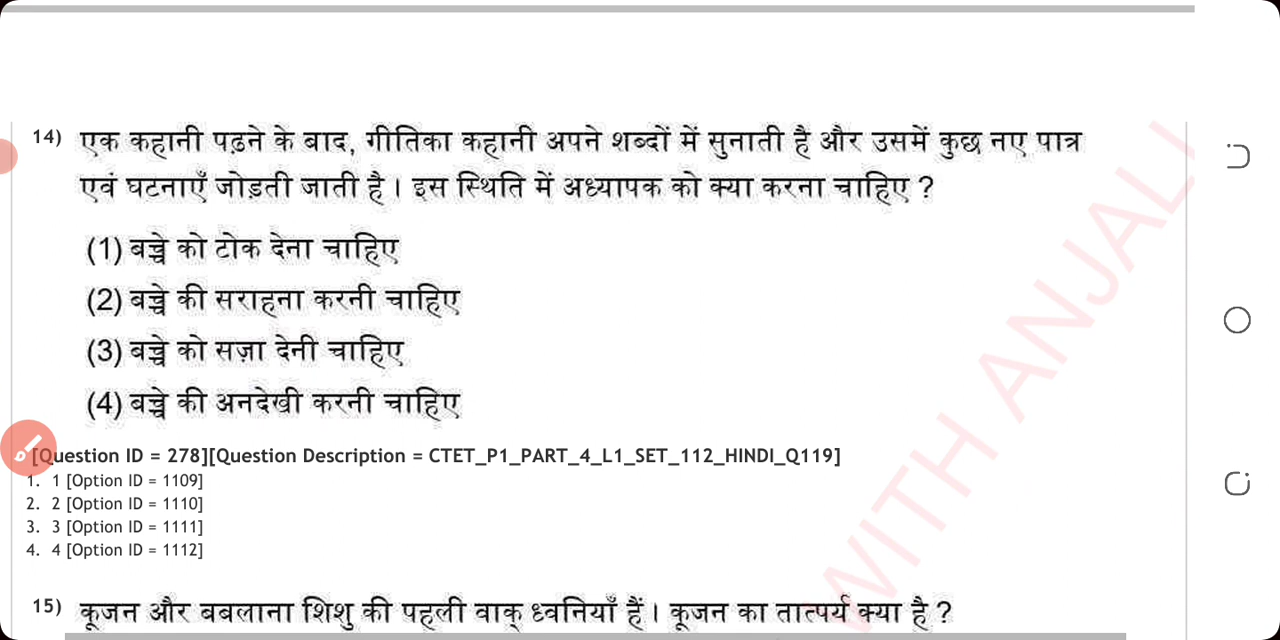 14) एक कहानी पढ़ने के बाद, गीतिका कहानी अपने शब्दों में सुनाती है और उसमें कुछ नए पात्र
एवं घटनाएँ जोड़ती जाती है। इस स्थिति में अध्यापक को क्या करना चाहिए ?
(1) बच्चे को टोक देना चाहिए
(2) बच्चे की सराहना करनी चाहिए
(3) बच्चे को सज़ा देनी चाहिए
(4) बच्चे की अनदेखी करनी चाहिए
[Question ID = 278][Question Description = CTET_P1_PART_4_L1_SET_112_HINDI_Q119]
1. 1 [Option ID = 1109]
2. 2 [Option ID = 1110]
3. 3 [Option ID = 1111]
4. 4 [Option ID = 1112]
15) कूजन और बबलाना शिशु की पहली वाक् ध्वनियाँ हैं। कूजन का तात्पर्य क्या है ?
WITH ANJALI